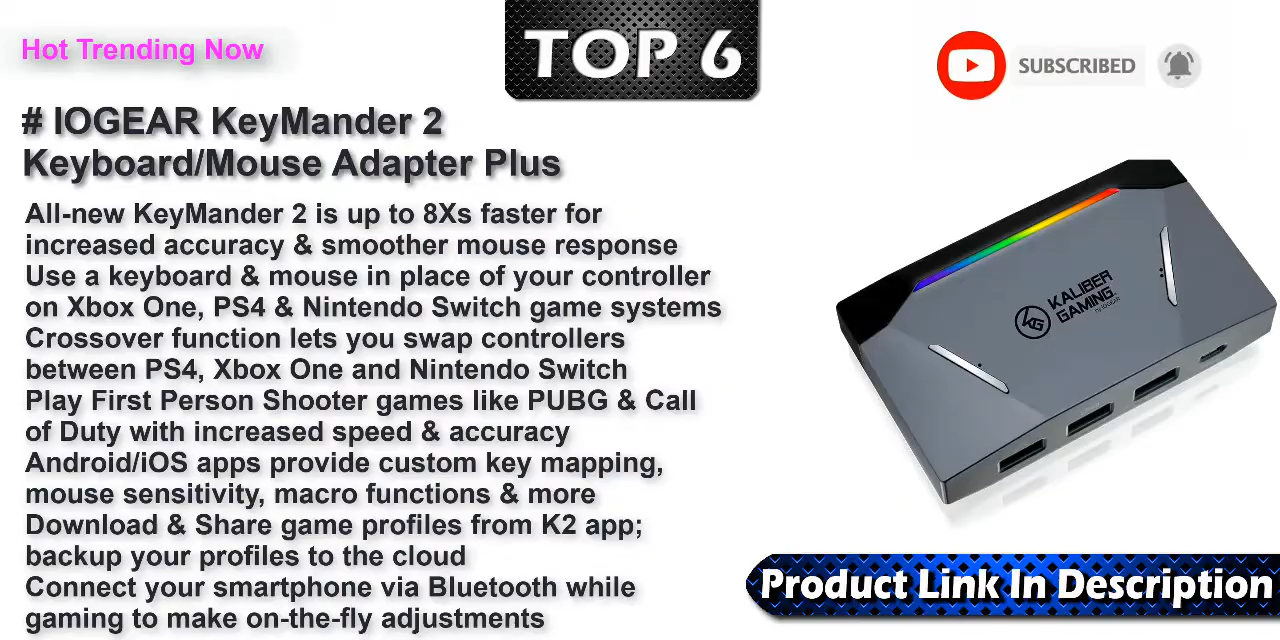 Hot Trending Now
TOP 6
SUBSCRIBED
# IOGEAR KeyMander 2
Keyboard/Mouse Adapter Plus
All-new KeyMander 2 is up to 8Xs faster for
increased accuracy & smoother mouse response
Use a keyboard & mouse in place of your controller
on Xbox One, PS4 & Nintendo Switch game systems
Crossover function lets you swap controllers
between PS4, Xbox One and Nintendo Switch
Play First Person Shooter games like PUBG & Call
of Duty with increased speed & accuracy
Android/iOS apps provide custom key mapping,
mouse sensitivity, macro functions & more
Download & Share game profiles from K2 app;
backup your profiles to the cloud
Connect your smartphone via Bluetooth while
gaming to make on-the-fly adjustments
KALIBER
GAMING
BY IOGEAR
Product Link In Description